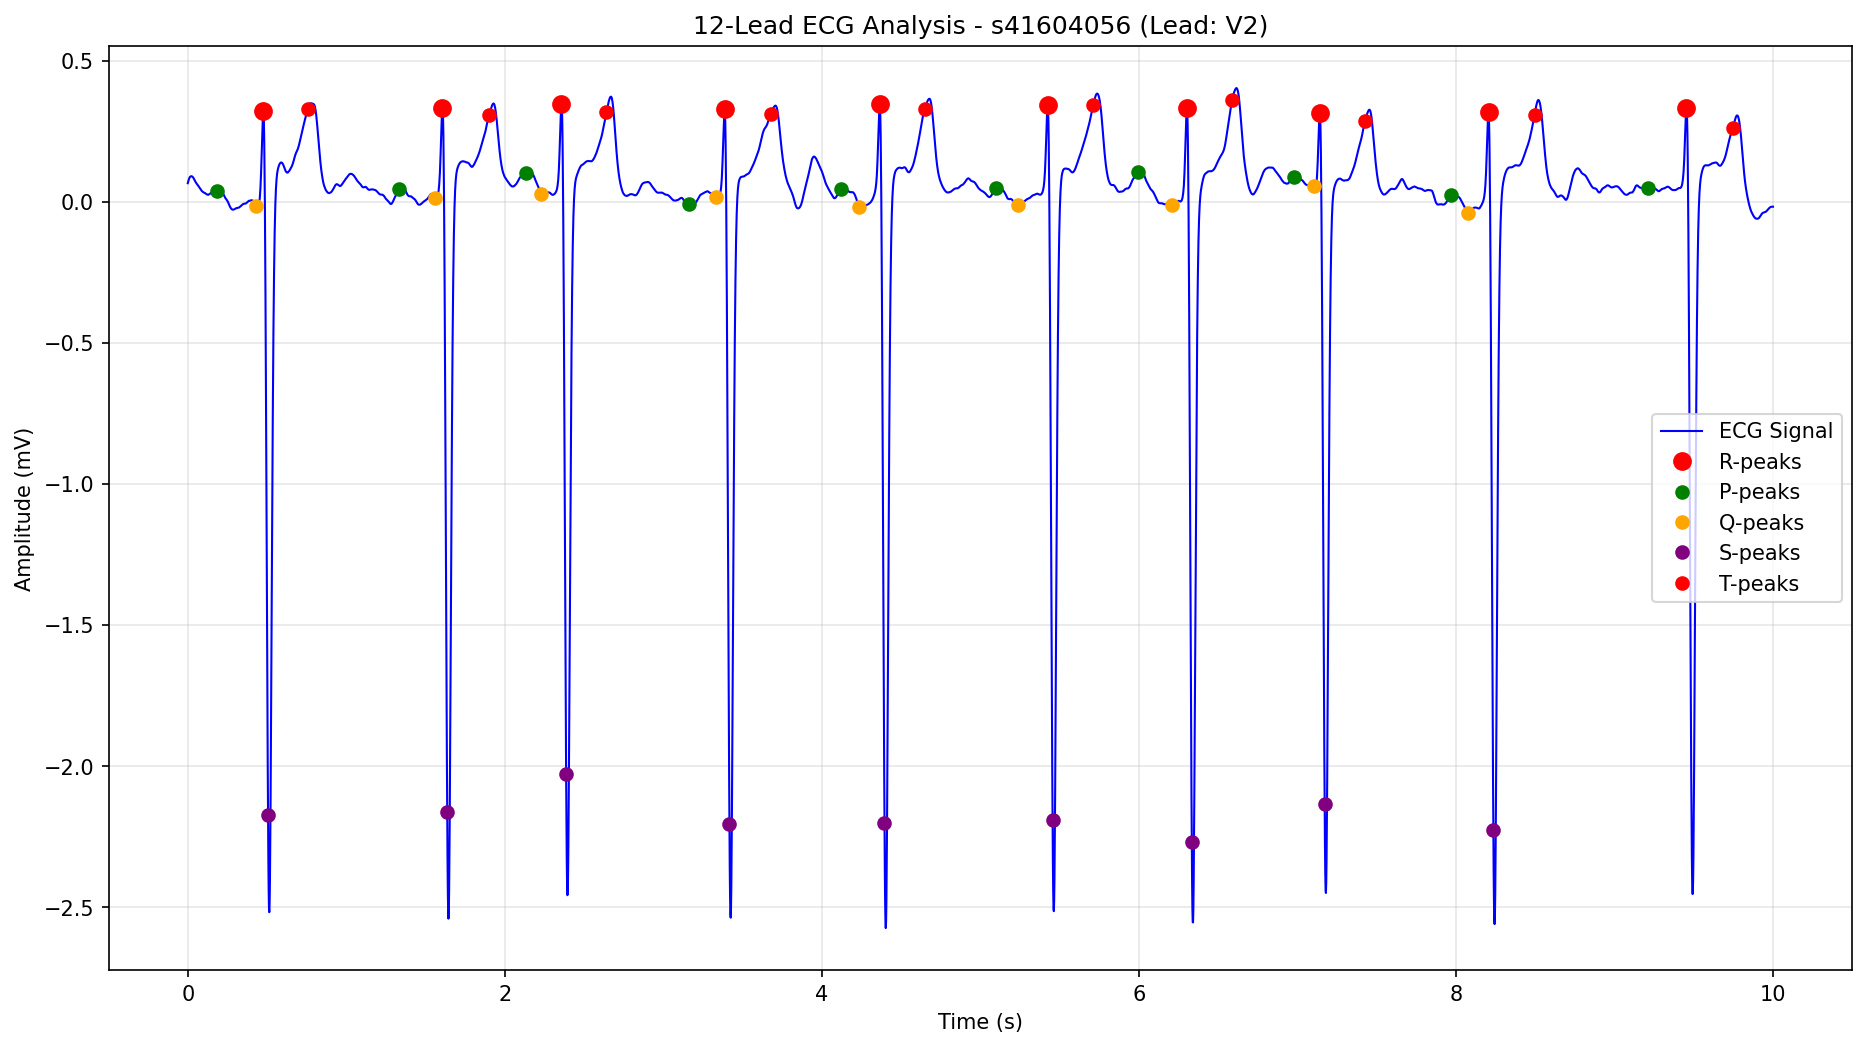 12-Lead ECG Analysis - s41604056 (Lead: V2)
Amplitude (mV)
0.5
0.0
−0.5
−1.0
−1.5
−2.0
−2.5
ECG Signal
R-peaks
P-peaks
Q-peaks
S-peaks
T-peaks
0 2 4 6 8 10
Time (s)